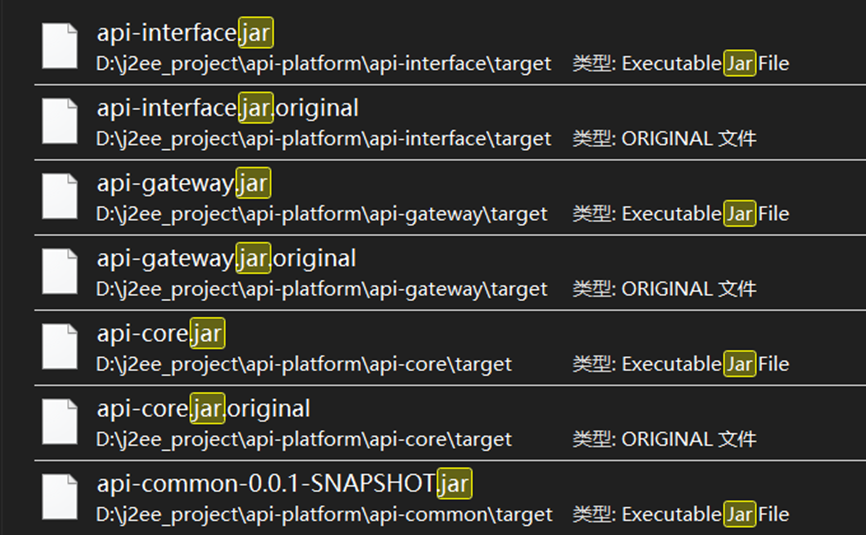 api-interface.jar
D:\j2ee_project\api-platform\api-interface\target 类型: Executable Jar File
api-interface.jar.original
D:\j2ee_project\api-platform\api-interface\target 类型: ORIGINAL 文件
api-gateway.jar
D:\j2ee_project\api-platform\api-gateway\target 类型: Executable Jar File
api-gateway.jar.original
D:\j2ee_project\api-platform\api-gateway\target 类型: ORIGINAL 文件
api-core.jar
D:\j2ee_project\api-platform\api-core\target 类型: Executable Jar File
api-core.jar.original
D:\j2ee_project\api-platform\api-core\target 类型: ORIGINAL 文件
api-common-0.0.1-SNAPSHOT.jar
D:\j2ee_project\api-platform\api-common\target 类型: Executable Jar File